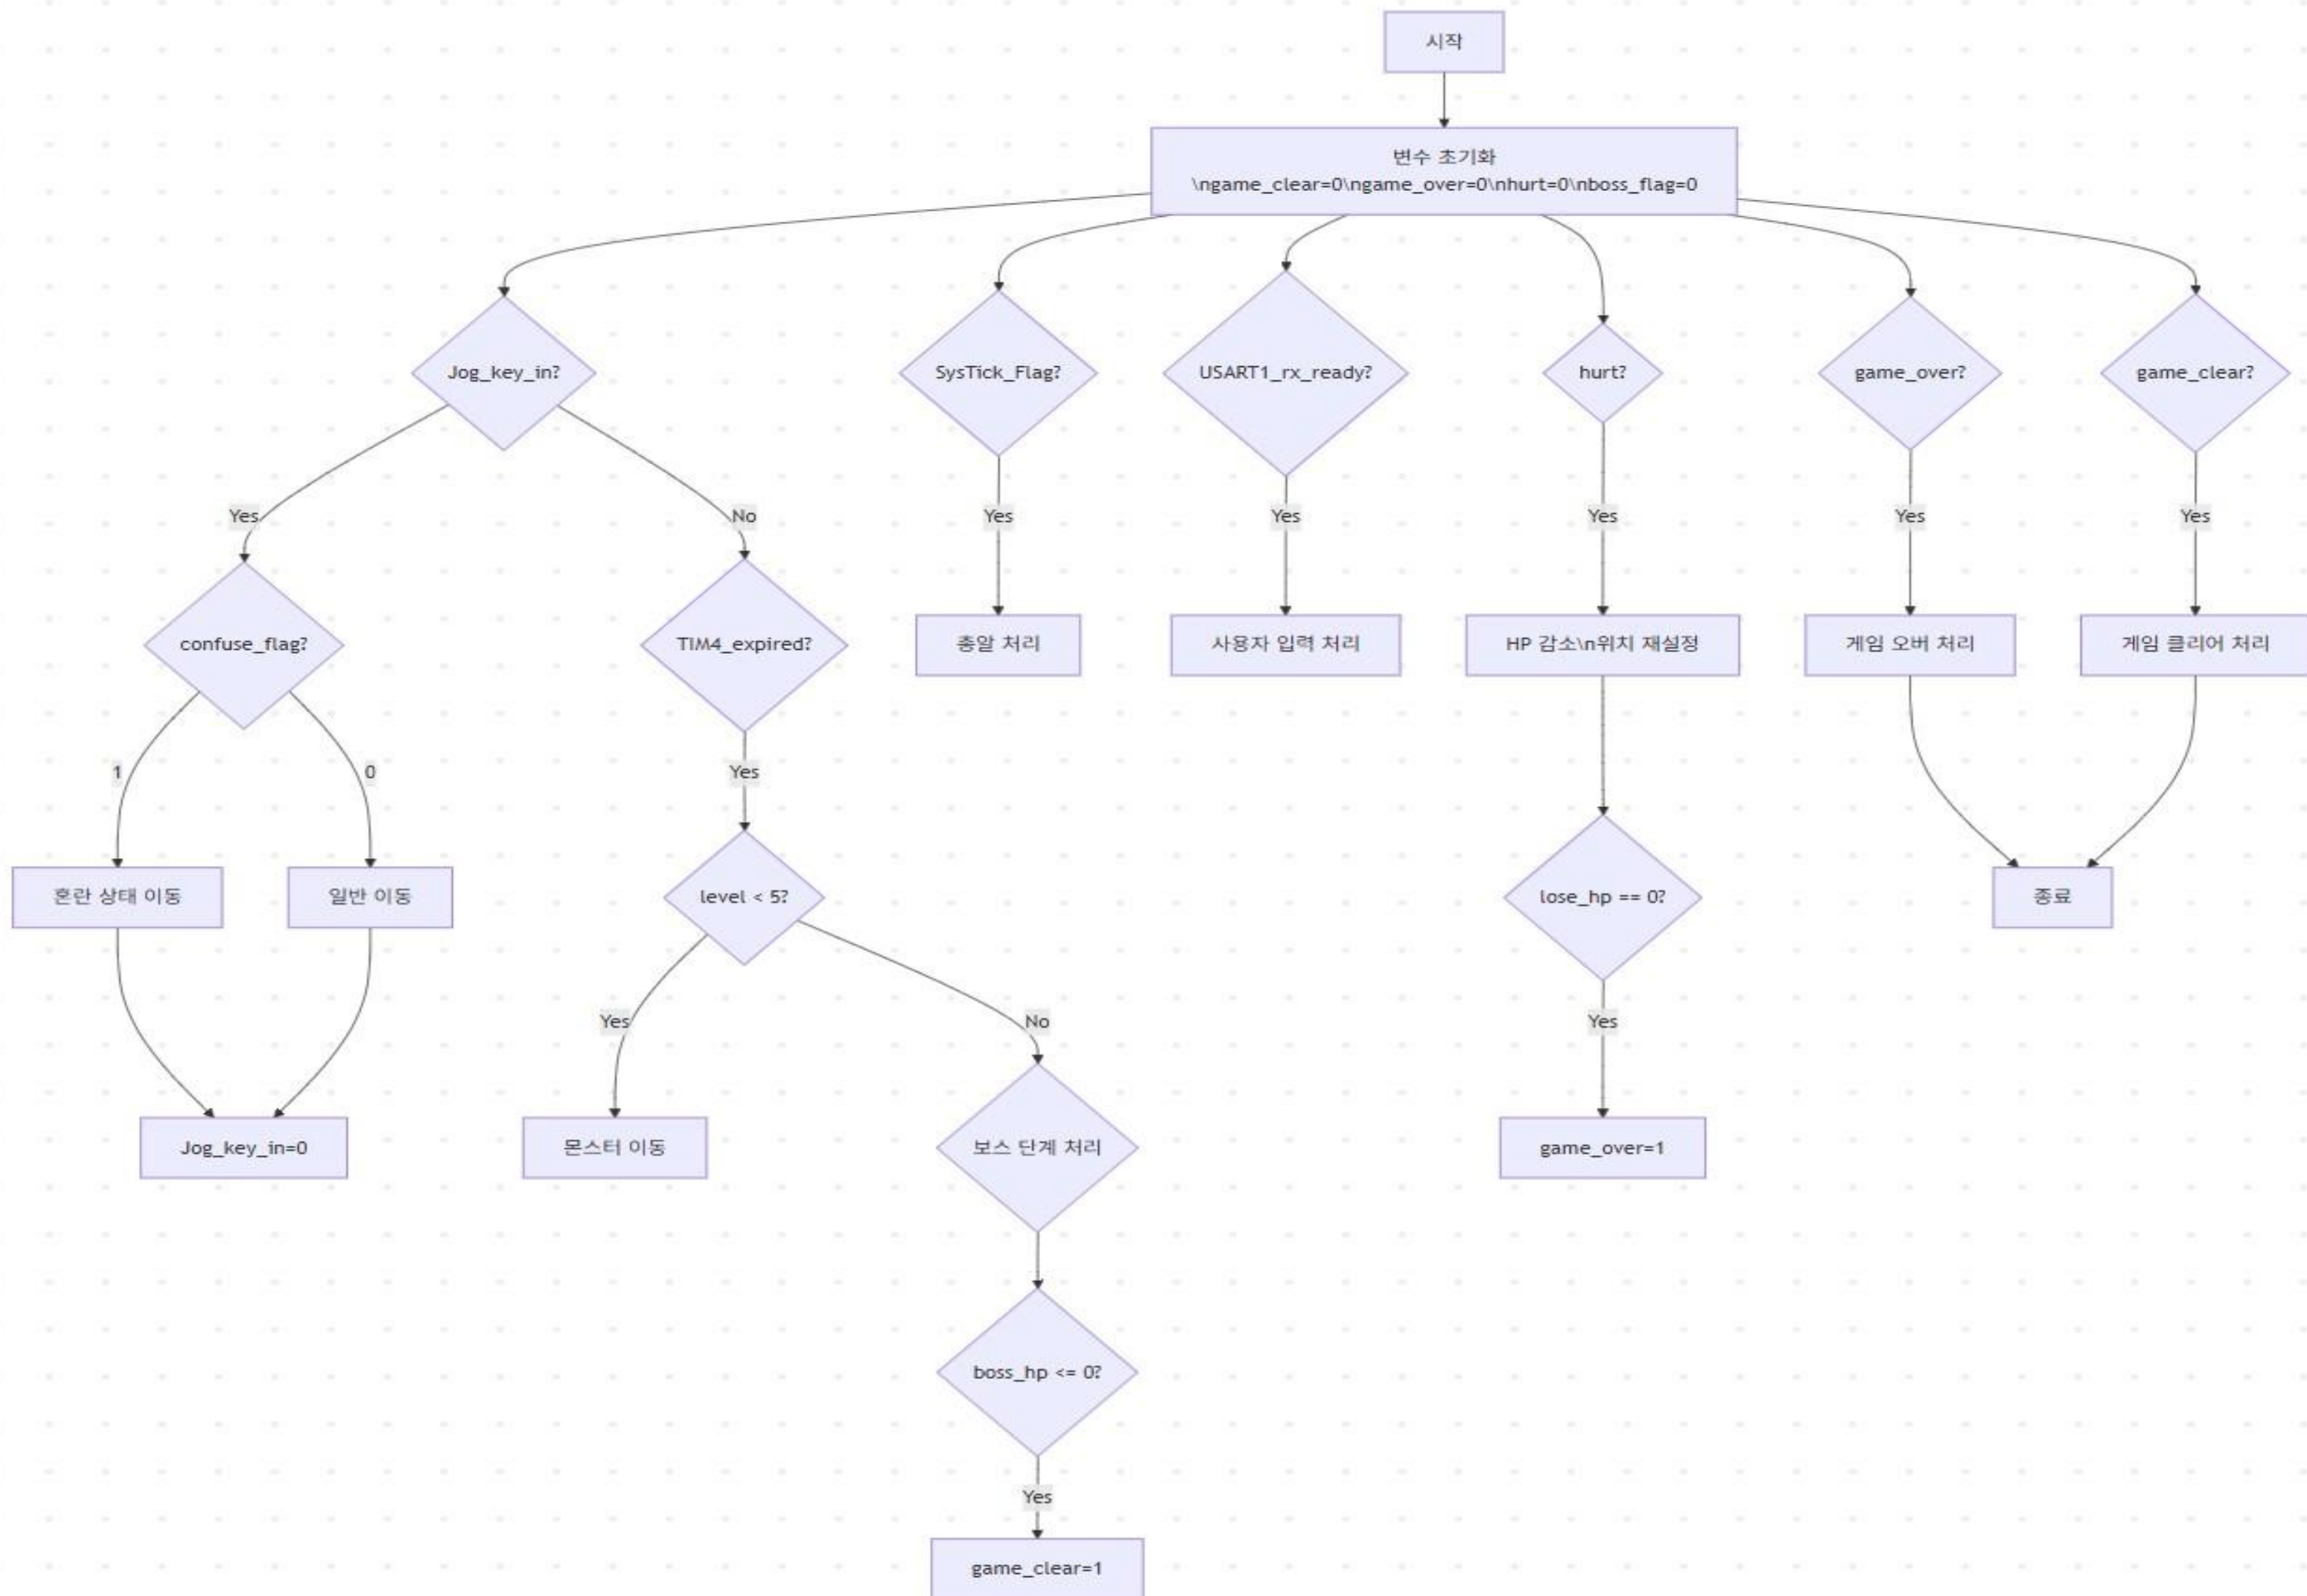 시작
변수 초기화
\ngame_clear=0\ngame_over=0\nhurt=0\nboss_flag=0
Jog_key_in?
SysTick_Flag?
USART1_rx_ready?
hurt?
game_over?
game_clear?
Yes
No
Yes
Yes
Yes
Yes
Yes
confuse_flag?
TIM4_expired?
총알 처리
사용자 입력 처리
HP 감소\n위치 재설정
게임 오버 처리
게임 클리어 처리
1
0
Yes
혼란 상태 이동
일반 이동
level < 5?
lose_hp == 0?
종료
Yes
No
Yes
Jog_key_in=0
몬스터 이동
보스 단계 처리
game_over=1
boss_hp <= 0?
Yes
game_clear=1